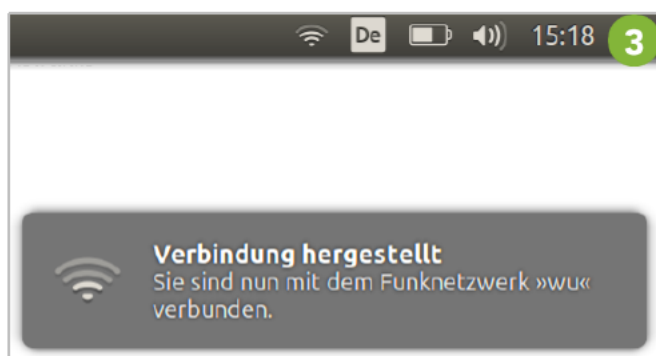 De 15:18 3
Verbindung hergestellt
Sie sind nun mit dem Funknetzwerk »wu«
verbunden.